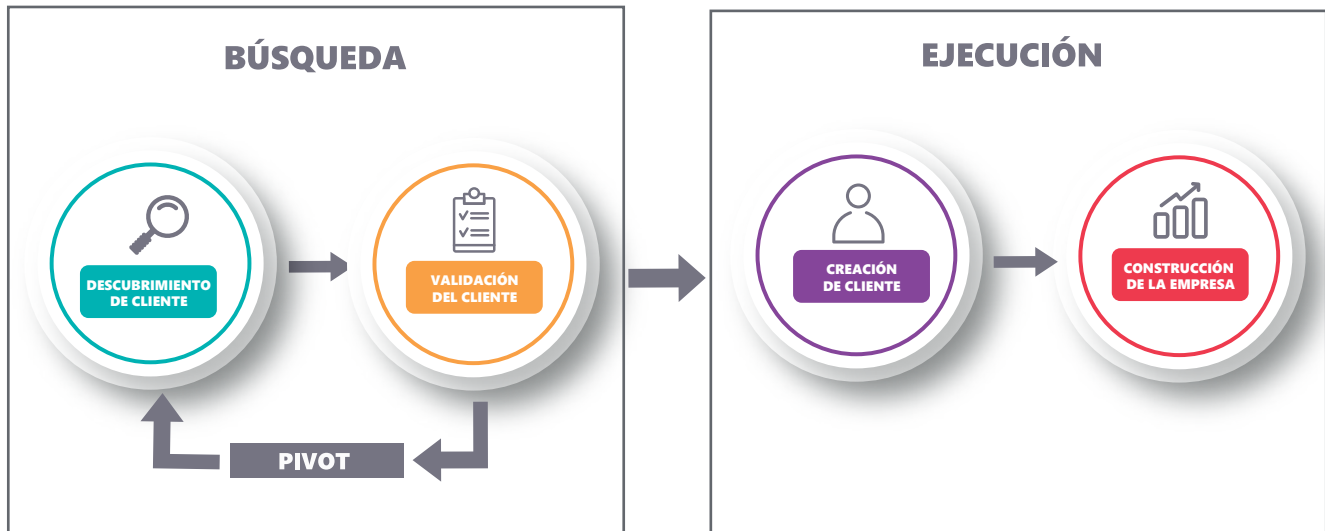 BÚSQUEDA
DESCUBRIMIENTO
DE CLIENTE
VALIDACIÓN
DEL CLIENTE
PIVOT
EJECUCIÓN
CREACIÓN
DE CLIENTE
CONSTRUCCIÓN
DE LA EMPRESA